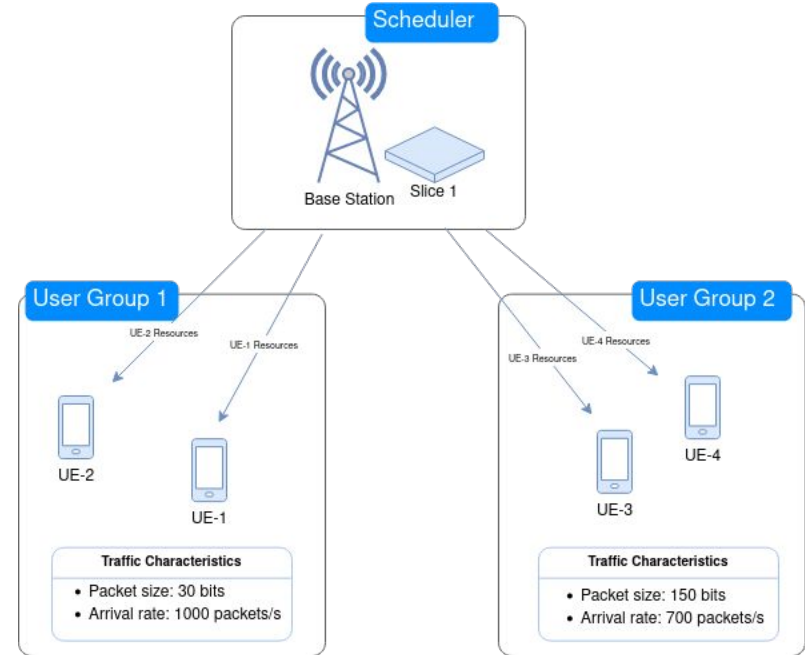 Scheduler
Base Station
Slice 1
User Group 1
User Group 2
UE-2 Resources
UE-1 Resources
UE-3 Resources
UE-4 Resources
UE-2
UE-1
UE-3
UE-4
Traffic Characteristics
• Packet size: 30 bits
• Arrival rate: 1000 packets/s
Traffic Characteristics
• Packet size: 150 bits
• Arrival rate: 700 packets/s